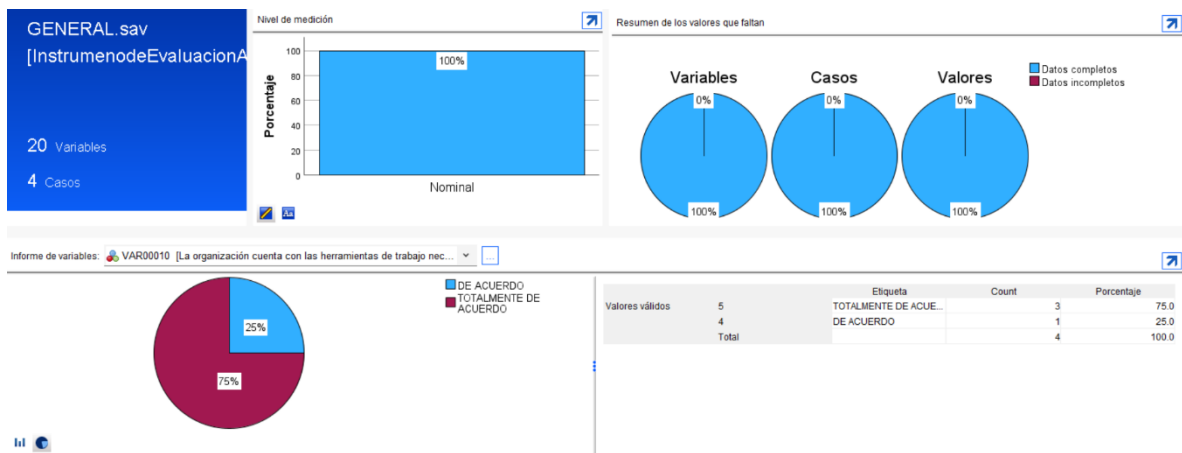 GENERAL.sav
[InstrumenodeEvaluacionA
20 Variables
4 Casos
Nivel de medición
100%
Porcentaje
100
80
60
40
20
0
Nominal
Aa
Resumen de los valores que faltan
Variables
Casos
Valores
0%
0%
0%
100%
100%
100%
Datos completos
Datos incompletos
Informe de variables: VAR00010 [La organización cuenta con las herramientas de trabajo nec... ...
25%
75%
DE ACUERDO
TOTALMENTE DE
ACUERDO
Etiqueta Count Porcentaje
Valores válidos 5 TOTALMENTE DE ACUE... 3 75.0
4 DE ACUERDO 1 25.0
Total 4 100.0